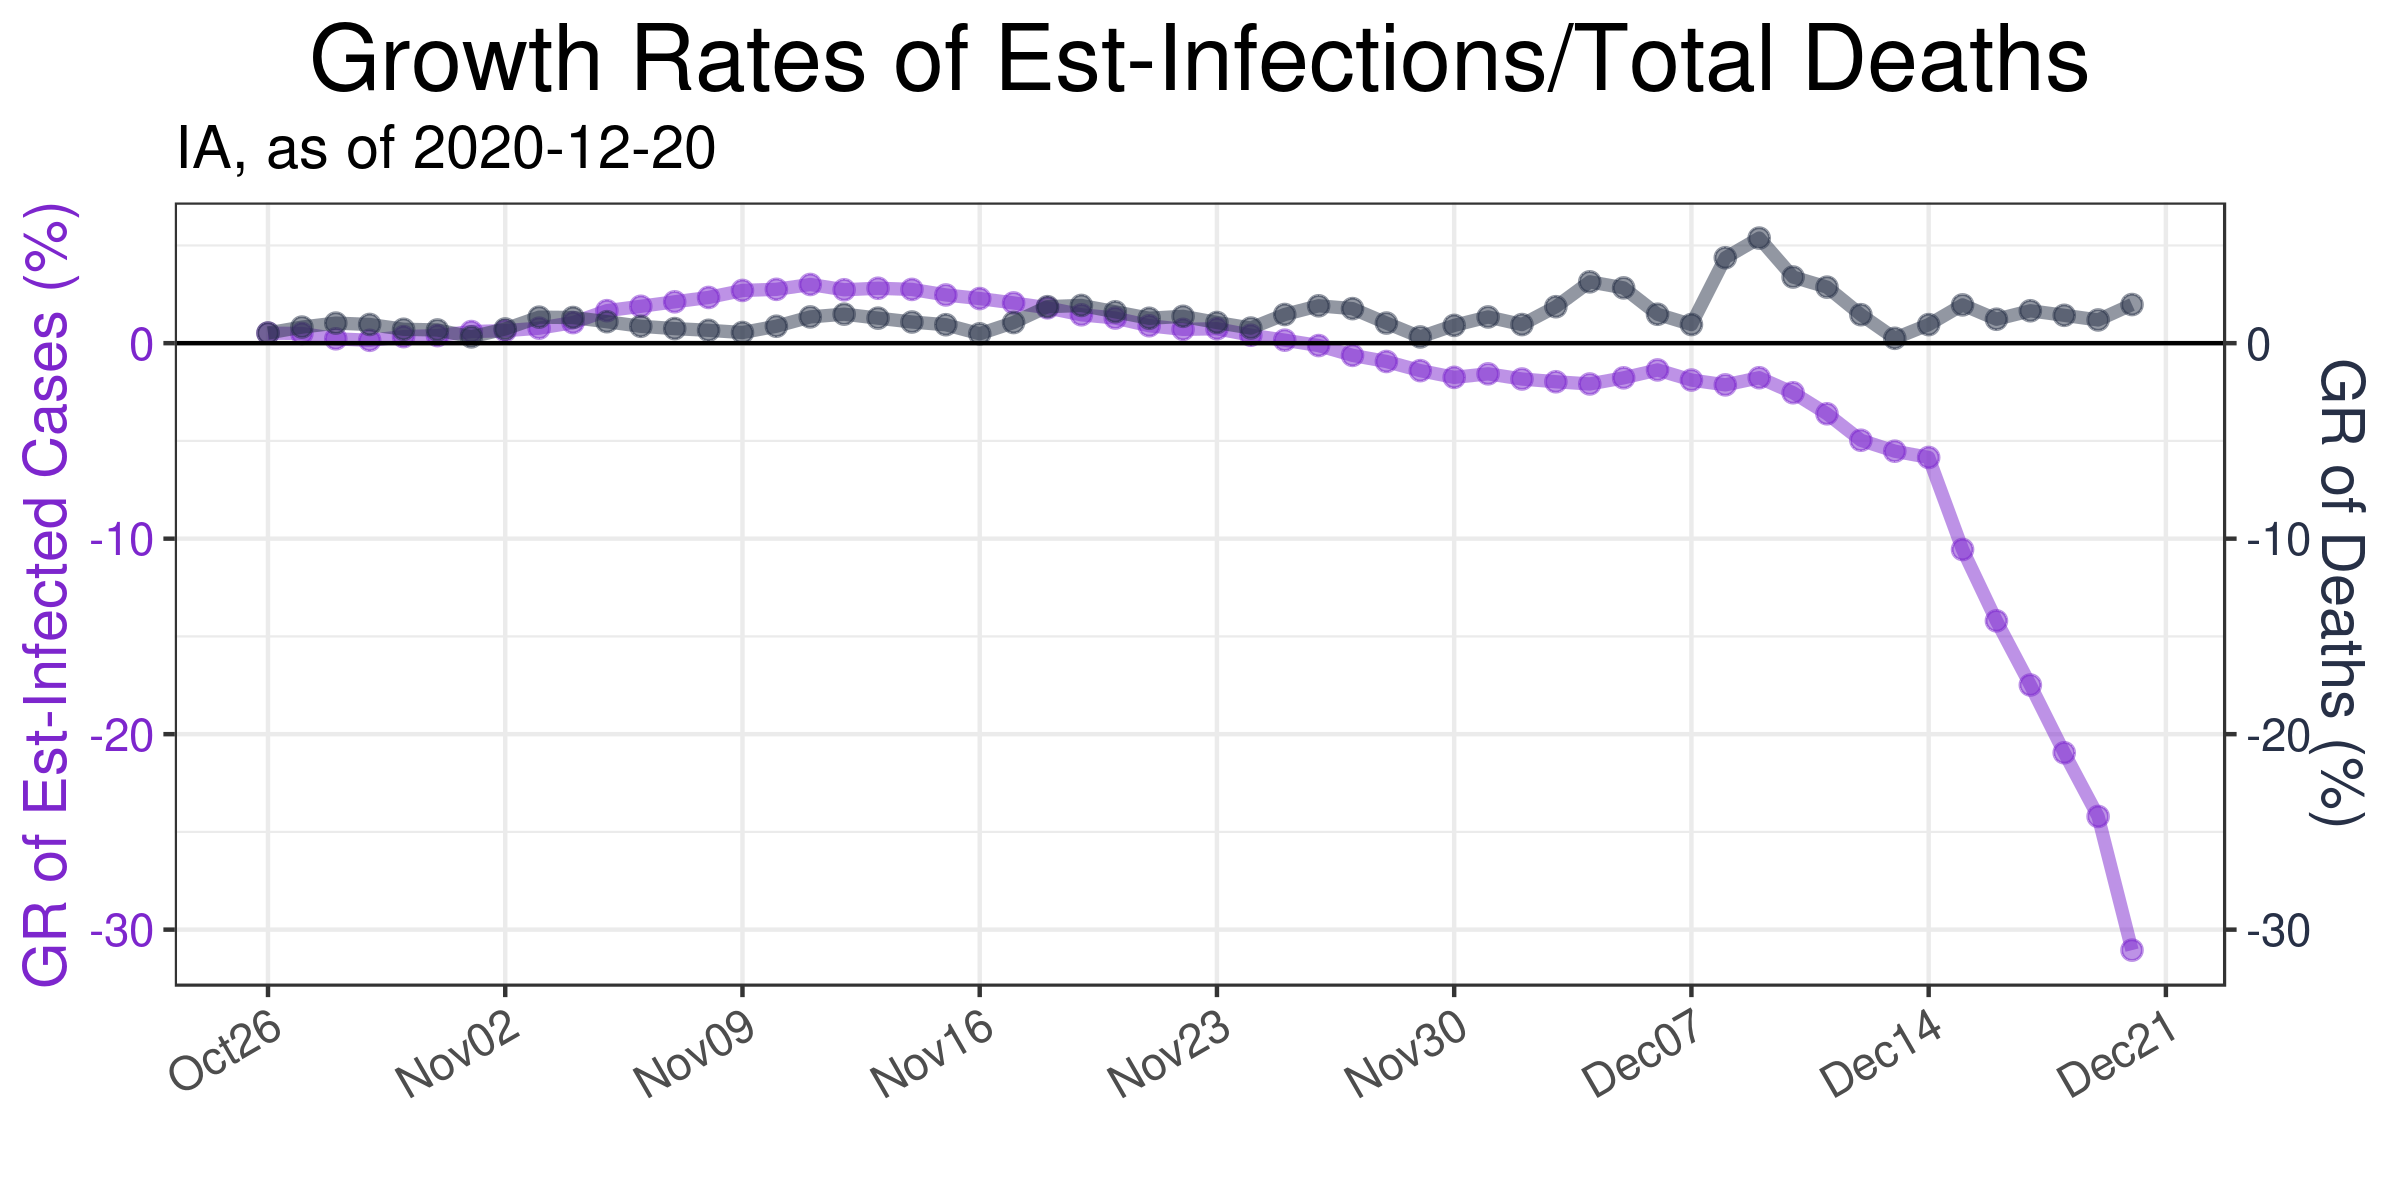 Growth Rates of Est-Infections/Total Deaths
IA, as of 2020-12-20
GR of Est-Infected Cases (%)
0
-10
-20
-30
0
-10
-20
-30
GR of Deaths (%)
Oct26
Nov02
Nov09
Nov16
Nov23
Nov30
Dec07
Dec14
Dec21